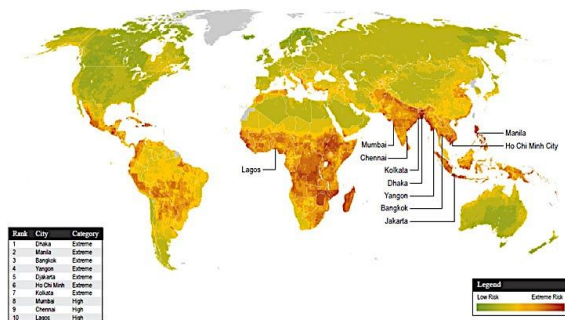 Mumbai
Chennai
Kolkata
Dhaka
Yangon
Bangkok
Jakarta
Manila
Ho Chi Minh City
Lagos
Rank City Category
1 Dhaka Extreme
2 Manila Extreme
3 Bangkok Extreme
4 Yangon Extreme
5 Djakarta Extreme
6 Ho Chi Minh Extreme
7 Kolkata Extreme
8 Mumbai High
9 Chennai High
10 Lagos High
Legend
Low Risk Extreme Risk